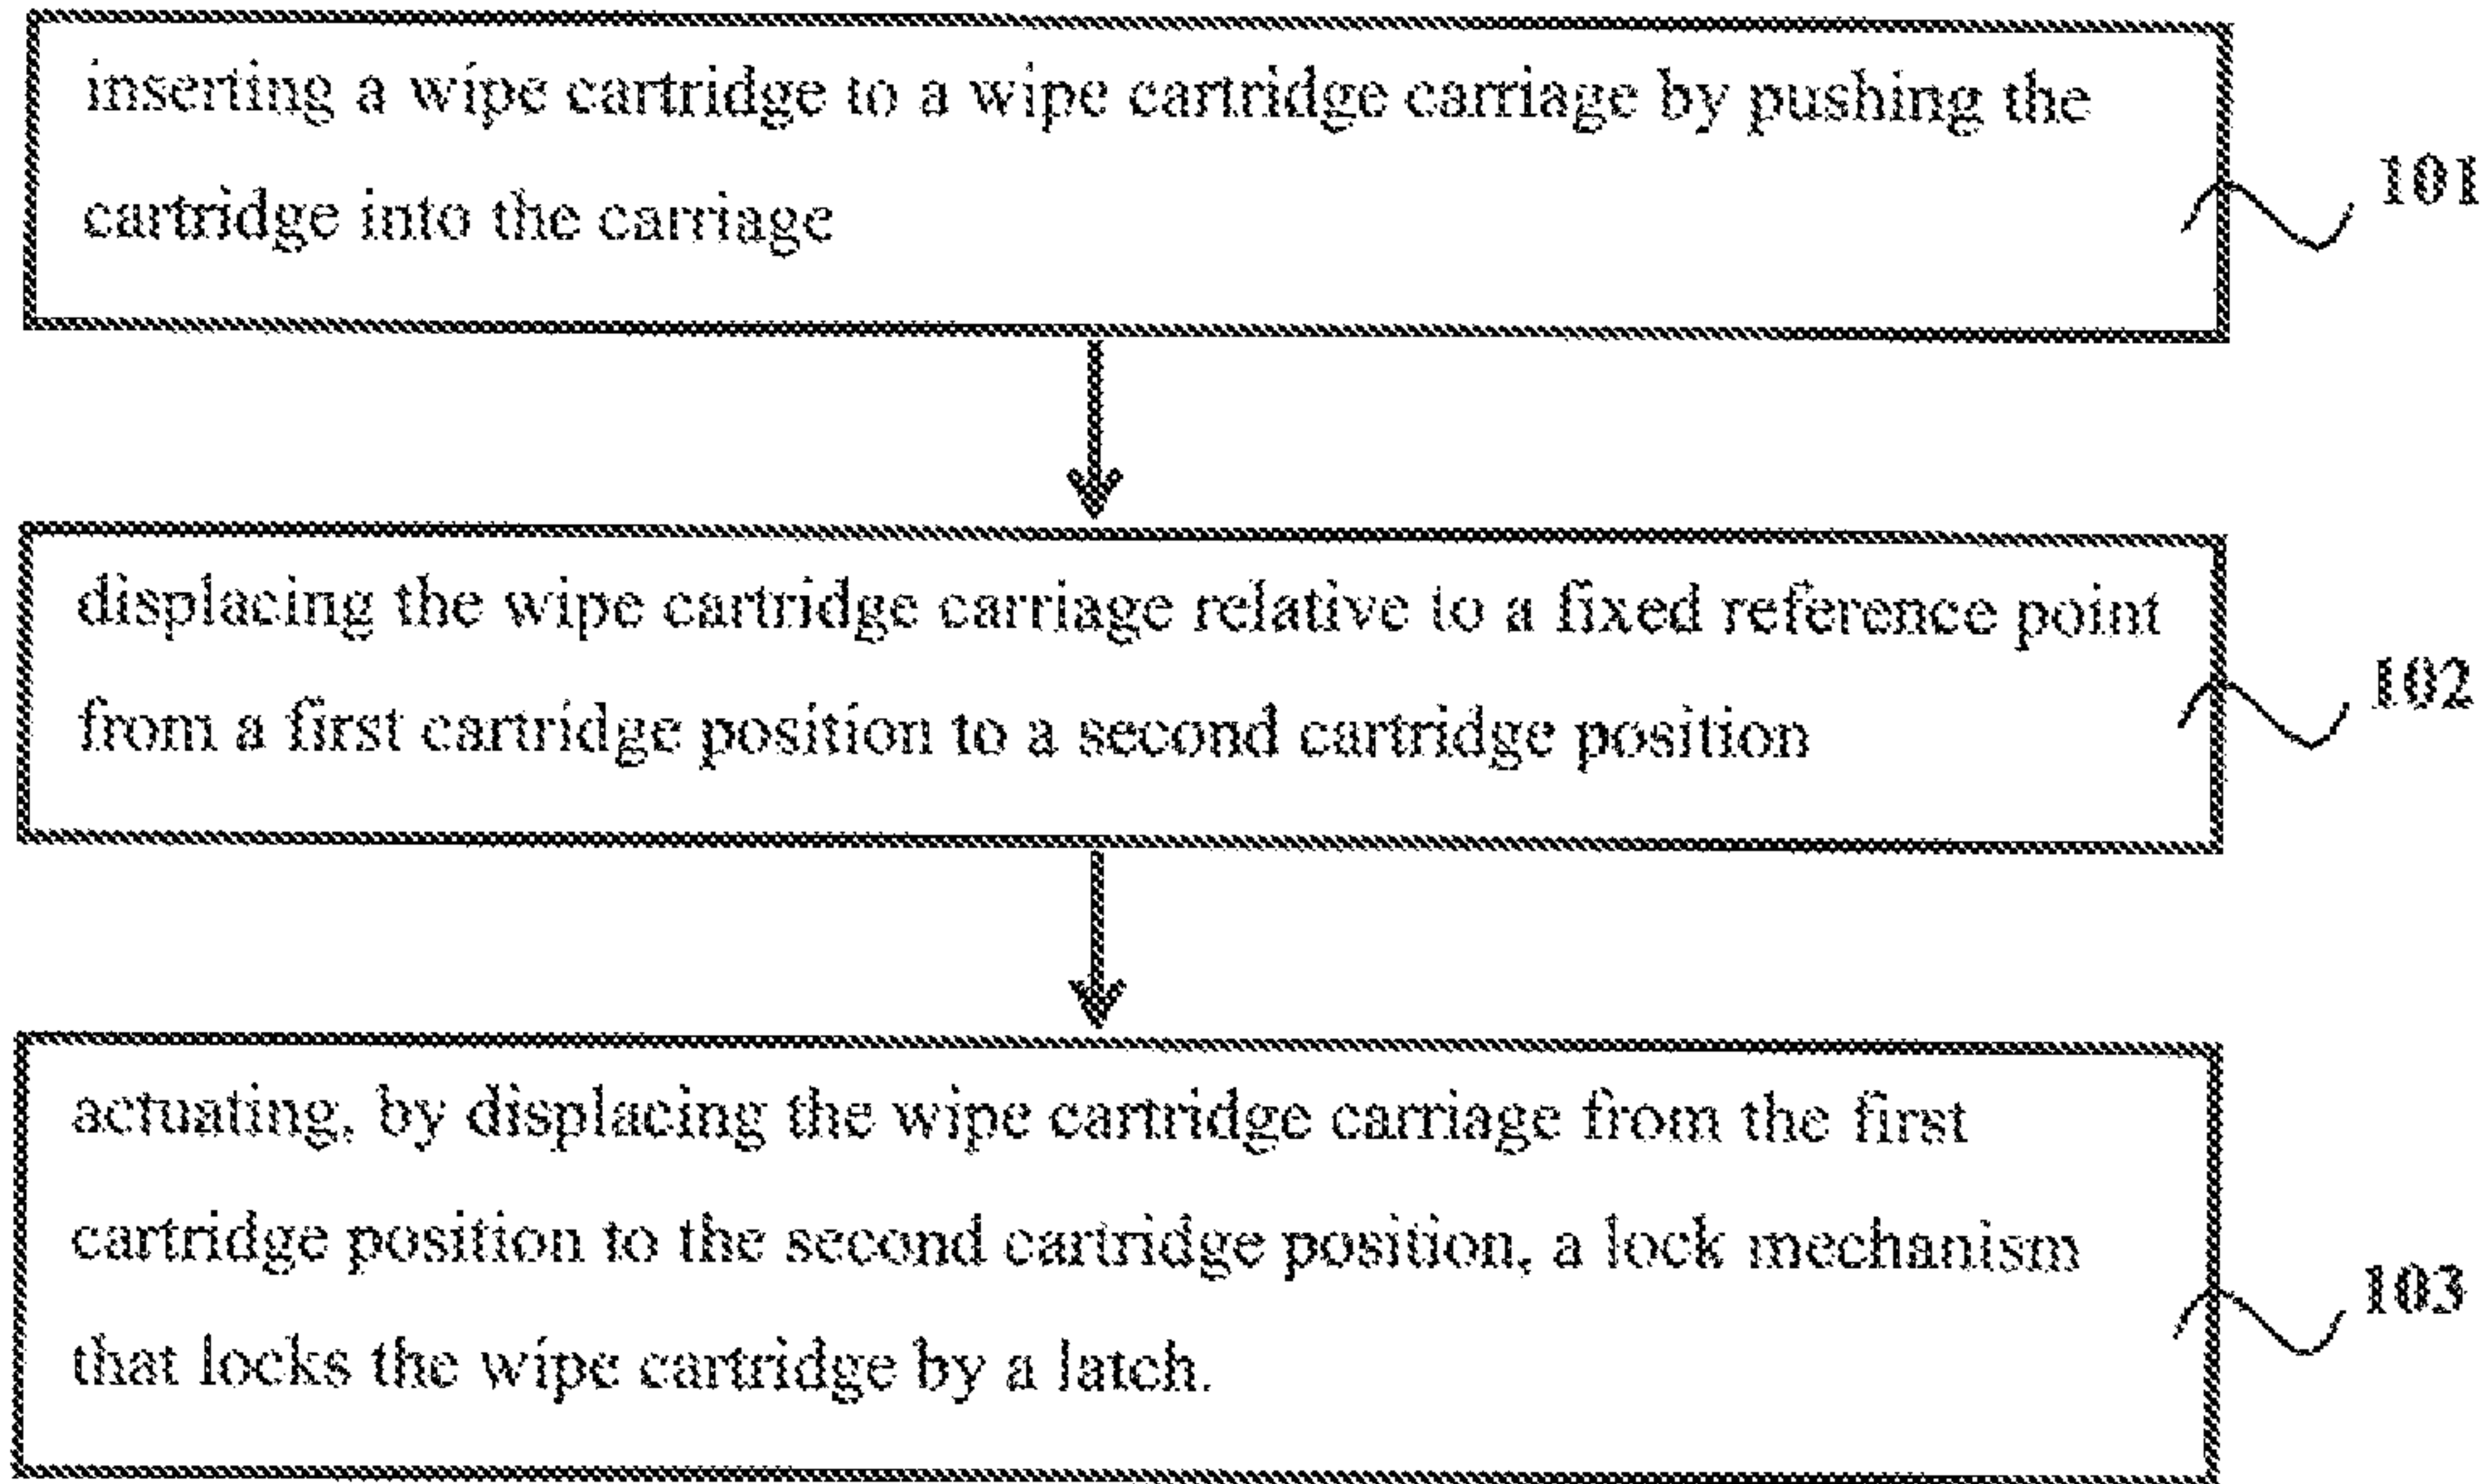 inserting a wipe cartridge to a wipe cartridge carriage by pushing the
cartridge into the carriage
101
displacing the wipe cartridge carriage relative to a fixed reference point
from a first cartridge position to a second cartridge position
102
actuating, by displacing the wipe cartridge carriage from the first
cartridge position to the second cartridge position, a lock mechanism
that locks the wipe cartridge by a latch.
103